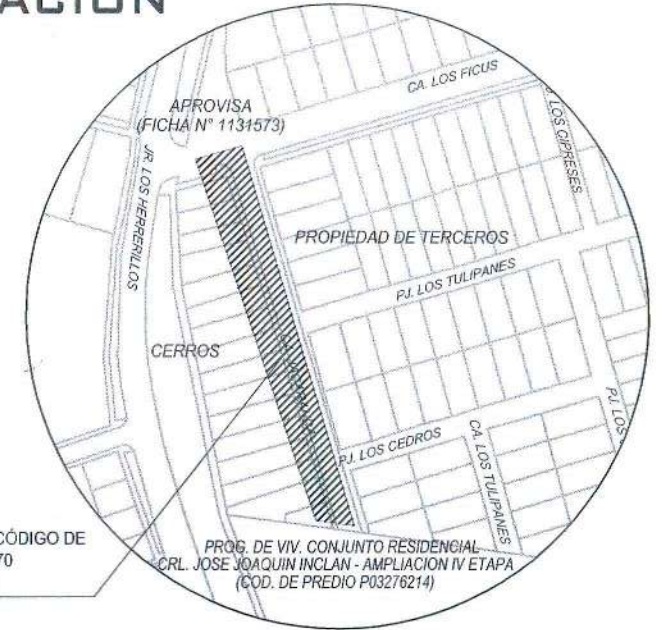 ACIÓN
APROVISA
(FICHA N° 1131573)
CA. LOS FICUS
LOS CIPRESES
JR. LOS HERRERILLOS
PROPIEDAD DE TERCEROS
PJ. LOS TULIPANES
CERROS
PJ. LOS
PJ. LOS CEDROS
CA. LOS TULIPANES
CÓDIGO DE
70
PROG. DE VIV. CONJUNTO RESIDENCIAL
CRL. JOSE JOAQUIN INCLAN - AMPLIACION IV ETAPA
(COD. DE PREDIO P03276214)